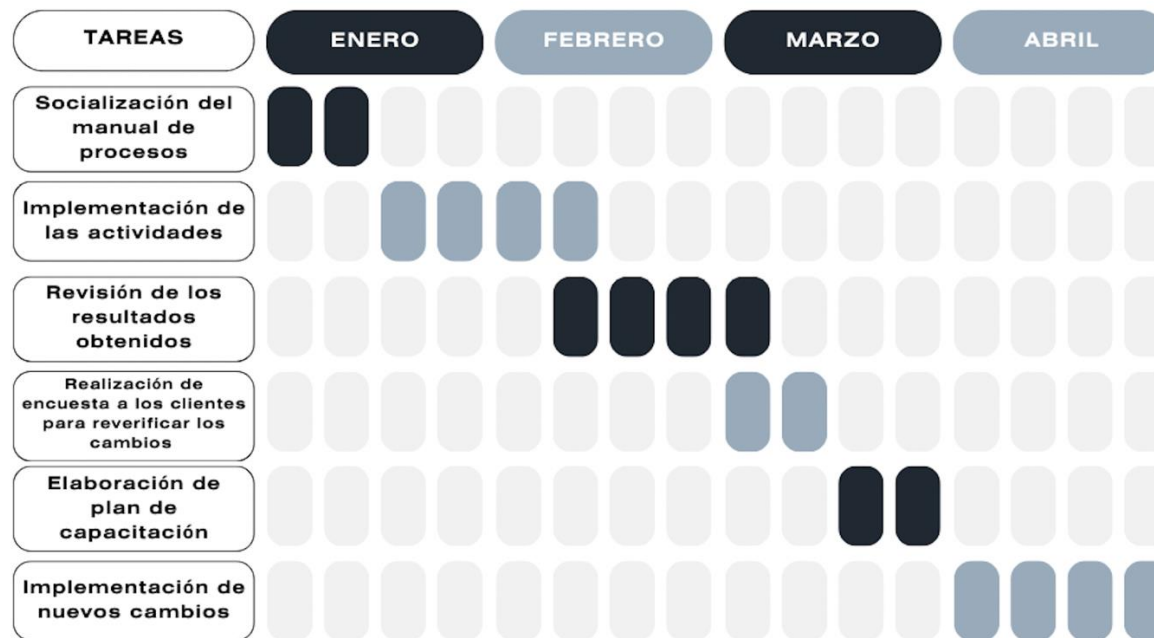 TAREAS
ENERO
FEBRERO
MARZO
ABRIL
Socialización del
manual de
procesos
Implementación de
las actividades
Revisión de los
resultados
obtenidos
Realización de
encuesta a los clientes
para reverificar los
cambios
Elaboración de
plan de
capacitación
Implementación de
nuevos cambios